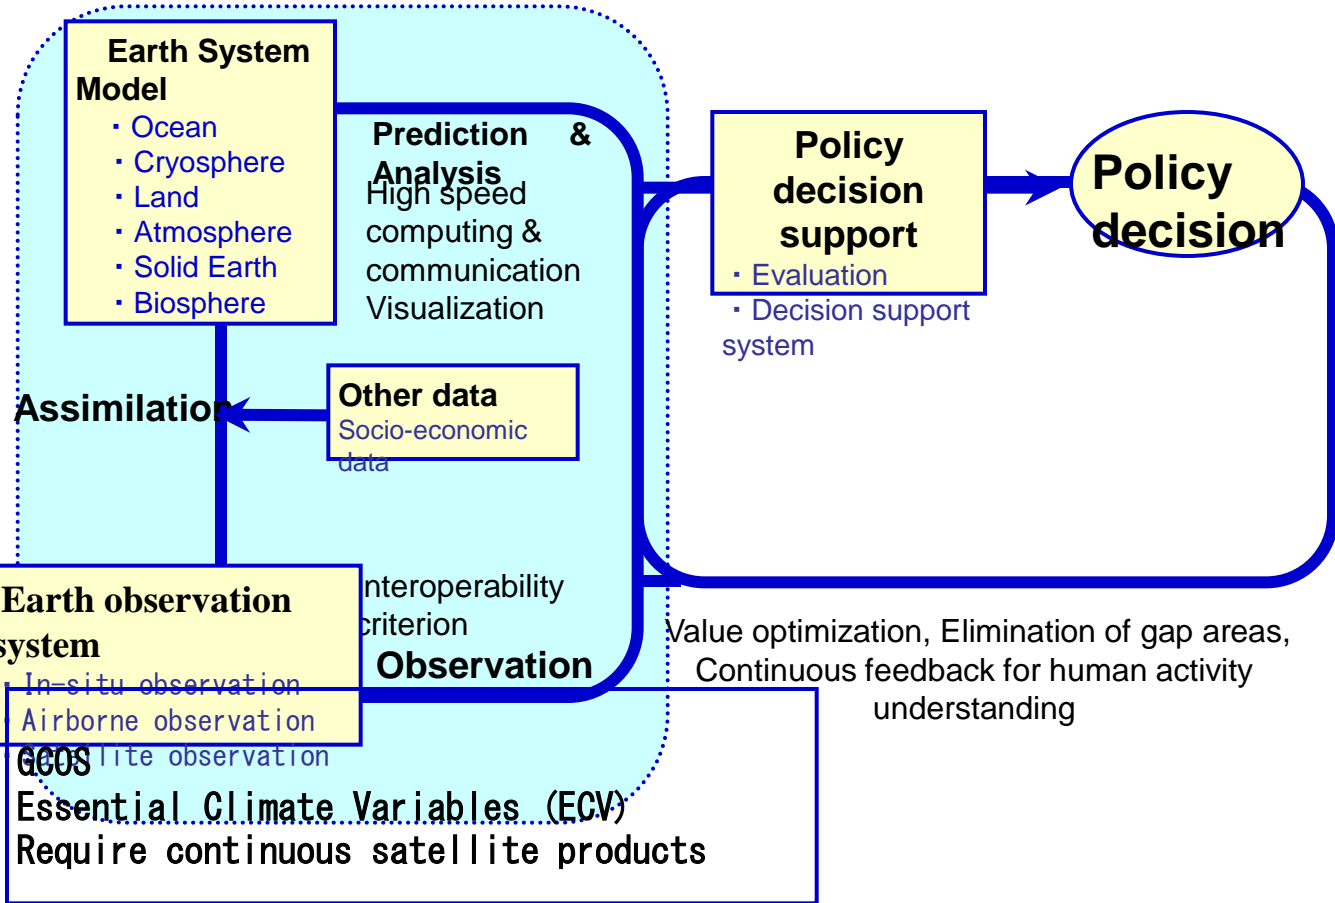 Earth System
Model
・Ocean
・Cryosphere
・Land
・Atmosphere
・Solid Earth
・Biosphere
Prediction &
Analysis
High speed
computing &
communication
Visualization
Policy
decision
support
・Evaluation
・Decision support
system
Policy
decision
Assimilation
Other data
Socio-economic
data
Earth observation
system
・In-situ observation
・Airborne observation
・Satellite observation
nteroperability
criterion
Observation
Value optimization, Elimination of gap areas,
Continuous feedback for human activity
understanding
GCOS
Essential Climate Variables (ECV)
Require continuous satellite products